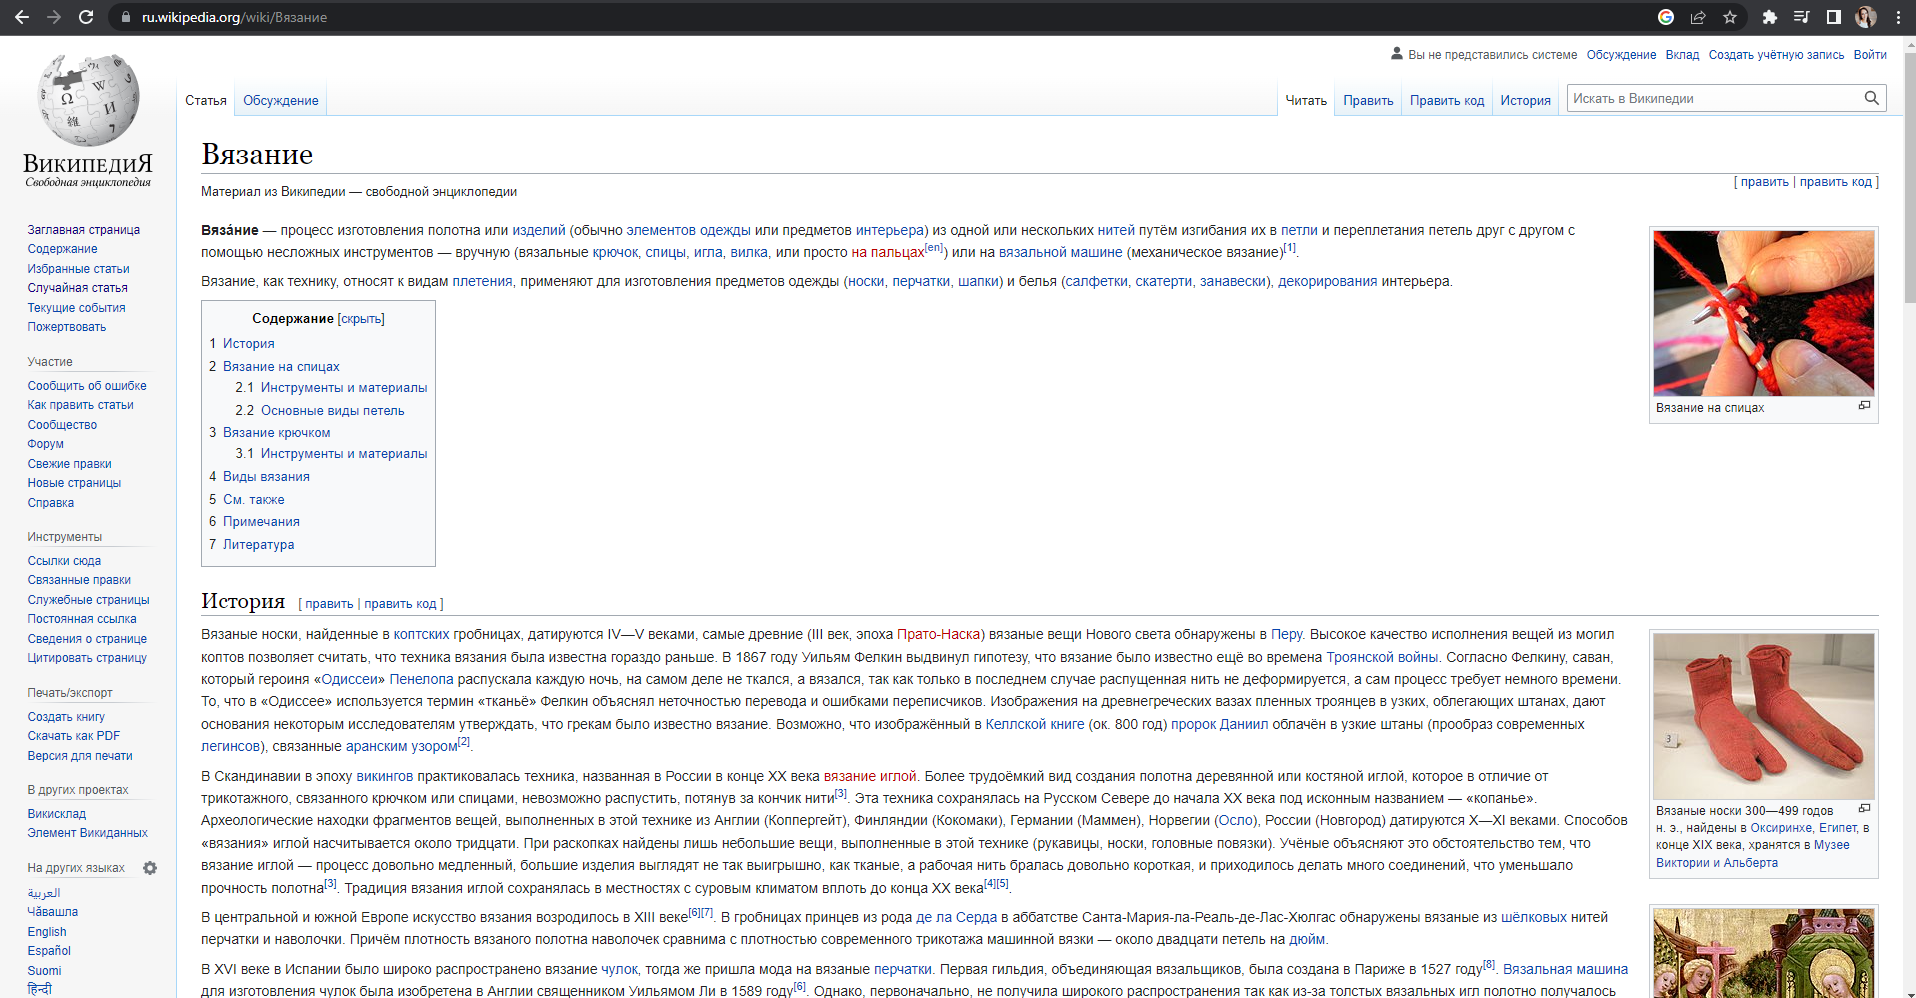 ru.wikipedia.org/wiki/Вязание
Вы не представились системе Обсуждение Вклад Создать учётную запись Войти
ВИКИПЕДИЯ
Свободная энциклопедия
Статья Обсуждение
Читать Править Править код История Искать в Википедии
Вязание
[ править | править код ]
Материал из Википедии — свободной энциклопедии
Заглавная страница
Содержание
Избранные статьи
Случайная статья
Текущие события
Пожертвовать
Участие
Сообщить об ошибке
Как править статьи
Сообщество
Форум
Свежие правки
Новые страницы
Справка
Инструменты
Ссылки сюда
Связанные правки
Служебные страницы
Постоянная ссылка
Сведения о странице
Цитировать страницу
Печать/экспорт
Создать книгу
Скачать как PDF
Версия для печати
В других проектах
Викисклад
Элемент Викиданных
На других языках
العربية
Чӑвашла
English
Español
Suomi
हिन्दी
Вяза́ние — процесс изготовления полотна или изделий (обычно элементов одежды или предметов интерьера) из одной или нескольких нитей путём изгибания их в петли и переплетания петель друг с другом с
помощью несложных инструментов — вручную (вязальные крючок, спицы, игла, вилка, или просто на пальцах[en]) или на вязальной машине (механическое вязание)[1].
Вязание, как технику, относят к видам плетения, применяют для изготовления предметов одежды (носки, перчатки, шапки) и белья (салфетки, скатерти, занавески), декорирования интерьера.
Вязание на спицах
Содержание [скрыть]
1 История
2 Вязание на спицах
2.1 Инструменты и материалы
2.2 Основные виды петель
3 Вязание крючком
3.1 Инструменты и материалы
4 Виды вязания
5 См. также
6 Примечания
7 Литература
История [ править | править код ]
Вязаные носки, найденные в коптских гробницах, датируются IV—V веками, самые древние (III век, эпоха Прато-Наска) вязаные вещи Нового света обнаружены в Перу. Высокое качество исполнения вещей из могил
коптов позволяет считать, что техника вязания была известна гораздо раньше. В 1867 году Уильям Фелкин выдвинул гипотезу, что вязание было известно ещё во времена Троянской войны. Согласно Фелкину, саван,
который героиня «Одиссеи» Пенелопа распускала каждую ночь, на самом деле не ткался, а вязался, так как только в последнем случае распущенная нить не деформируется, а сам процесс требует немного времени.
То, что в «Одиссее» используется термин «тканьё» Фелкин объяснял неточностью перевода и ошибками переписчиков. Изображения на древнегреческих вазах пленных троянцев в узких, облегающих штанах, дают
основания некоторым исследователям утверждать, что грекам было известно вязание. Возможно, что изображённый в Келлской книге (ок. 800 год) пророк Даниил облачён в узкие штаны (прообраз современных
легинсов), связанные аранским узором[2].
3
Вязаные носки 300—499 годов
н. э., найдены в Оксиринхе, Египет, в
конце XIX века, хранятся в Музее
Виктории и Альберта
В Скандинавии в эпоху викингов практиковалась техника, названная в России в конце XX века вязание иглой. Более трудоёмкий вид создания полотна деревянной или костяной иглой, которое в отличие от
трикотажного, связанного крючком или спицами, невозможно распустить, потянув за кончик нити[3]. Эта техника сохранялась на Русском Севере до начала XX века под исконным названием — «копанье».
Археологические находки фрагментов вещей, выполненных в этой технике из Англии (Коппергейт), Финляндии (Кокомаки), Германии (Маммен), Норвегии (Осло), России (Новгород) датируются X—XI веками. Способов
«вязания» иглой насчитывается около тридцати. При раскопках найдены лишь небольшие вещи, выполненные в этой технике (рукавицы, носки, головные повязки). Учёные объясняют это обстоятельство тем, что
вязание иглой — процесс довольно медленный, большие изделия выглядят не так выигрышно, как тканые, а рабочая нить бралась довольно короткая, и приходилось делать много соединений, что уменьшало
прочность полотна[3]. Традиция вязания иглой сохранялась в местностях с суровым климатом вплоть до конца XX века[4][5].
В центральной и южной Европе искусство вязания возродилось в XIII веке[6][7]. В гробницах принцев из рода де ла Серда в аббатстве Санта-Мария-ла-Реаль-де-Лас-Хюлгас обнаружены вязаные из шёлковых нитей
перчатки и наволочки. Причём плотность вязаного полотна наволочек сравнима с плотностью современного трикотажа машинной вязки — около двадцати петель на дюйм.
В XVI веке в Испании было широко распространено вязание чулок, тогда же пришла мода на вязаные перчатки. Первая гильдия, объединяющая вязальщиков, была создана в Париже в 1527 году[8]. Вязальная машина
для изготовления чулок была изобретена в Англии священником Уильямом Ли в 1589 году[6]. Однако, первоначально, не получила широкого распространения так как из-за толстых вязальных игл полотно получалось